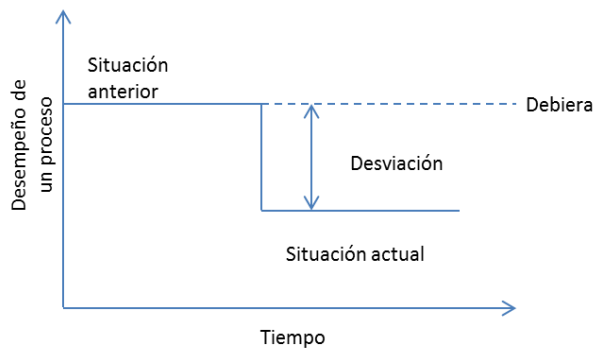 Situación
anterior
Desempeño de
un proceso
Debiera
Desviación
Situación actual
Tiempo